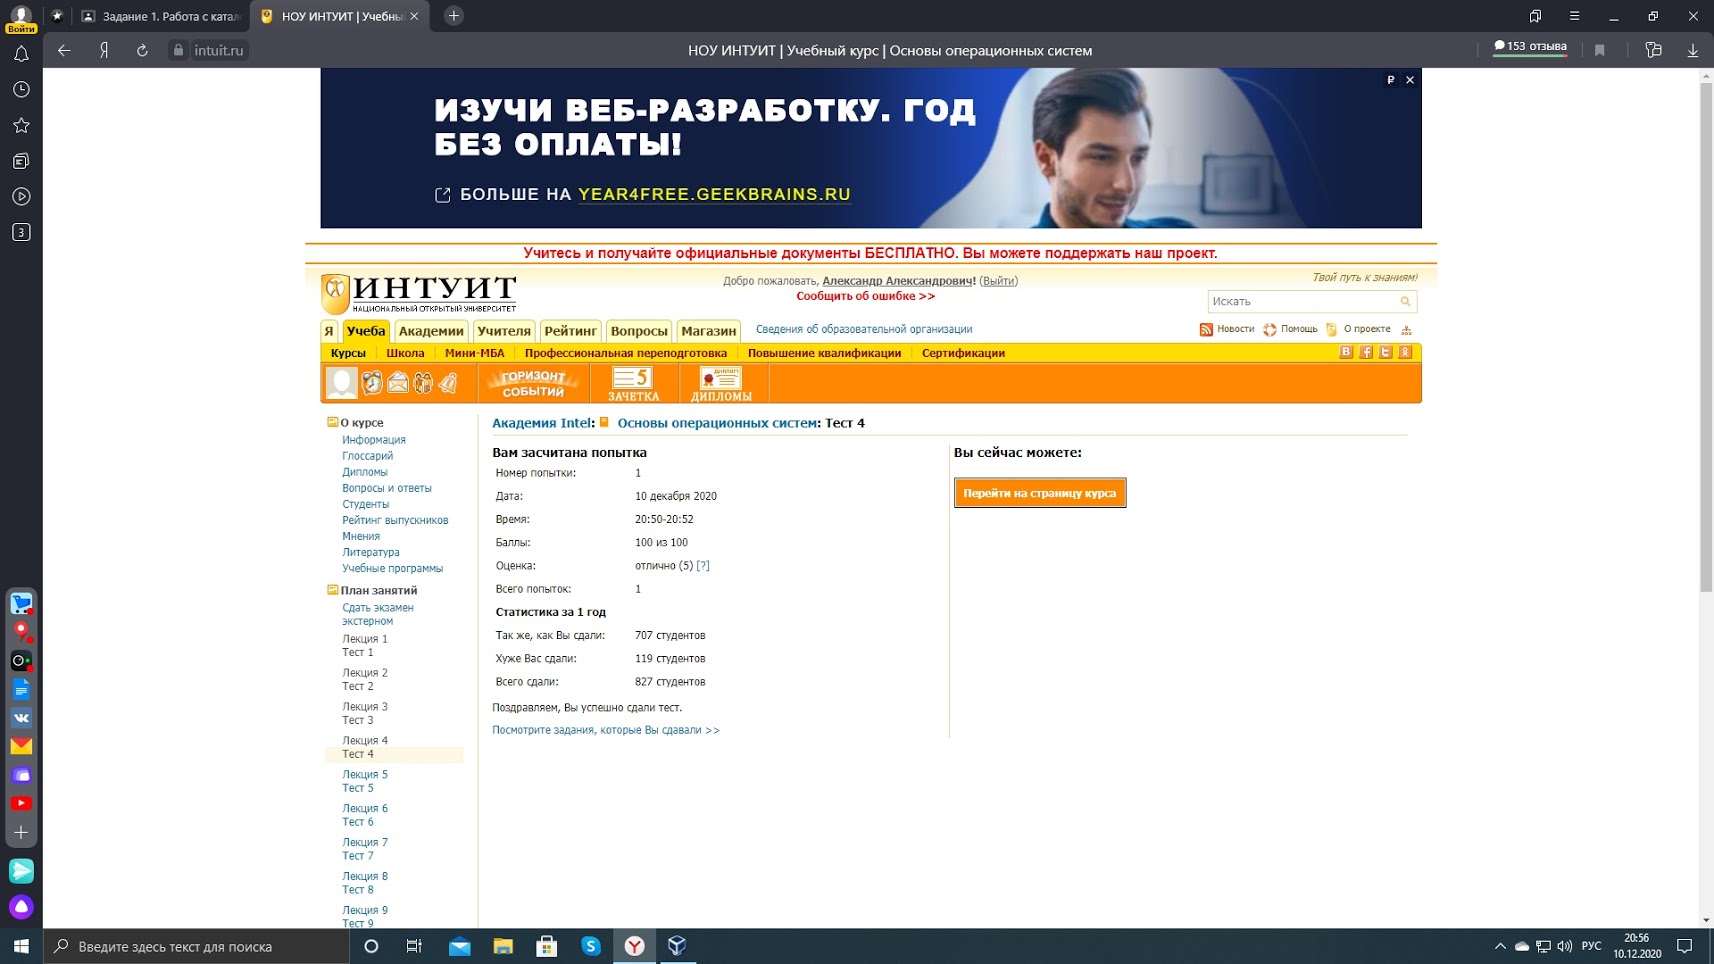 Войти
Задание 1. Работа с катал
НОУ ИНТУИТ | Учебны
Я
intuit.ru
НОУ ИНТУИТ | Учебный курс | Основы операционных систем
153 отзыва
3
ИЗУЧИ ВЕБ-РАЗРАБОТКУ. ГОД
БЕЗ ОПЛАТЫ!
БОЛЬШЕ НА YEAR4FREE.GEEKBRAINS.RU
Учитесь и получайте официальные документы БЕСПЛАТНО. Вы можете поддержать наш проект.
ИНТУИТ
НАЦИОНАЛЬНЫЙ ОТКРЫТЫЙ УНИВЕРСИТЕТ
Добро пожаловать, Александр Александрович! (Выйти)
Сообщить об ошибке >>
Твой путь к знаниям!
Искать
Я Учеба Академии Учителя Рейтинг Вопросы Магазин Сведения об образовательной организации
Новости Помощь О проекте
Курсы Школа Мини-МБА Профессиональная переподготовка Повышение квалификации Сертификации
ГОРИЗОНТ
СОБЫТИЙ
5
ЗАЧЕТКА
ДИПЛОМ
ДИПЛОМЫ
О курсе
Информация
Глоссарий
Дипломы
Вопросы и ответы
Студенты
Рейтинг выпускников
Мнения
Литература
Учебные программы
План занятий
Сдать экзамен
экстерном
Лекция 1
Тест 1
Лекция 2
Тест 2
Лекция 3
Тест 3
Лекция 4
Тест 4
Лекция 5
Тест 5
Лекция 6
Тест 6
Лекция 7
Тест 7
Лекция 8
Тест 8
Лекция 9
Тест 9
Академия Intel: Основы операционных систем: Тест 4
Вам засчитана попытка
Номер попытки: 1
Дата: 10 декабря 2020
Время: 20:50-20:52
Баллы: 100 из 100
Оценка: отлично (5) [?]
Всего попыток: 1
Статистика за 1 год
Так же, как Вы сдали: 707 студентов
Хуже Вас сдали: 119 студентов
Всего сдали: 827 студентов
Поздравляем, Вы успешно сдали тест.
Посмотрите задания, которые Вы сдавали >>
Вы сейчас можете:
Перейти на страницу курса
Введите здесь текст для поиска
РУС
20:56
10.12.2020